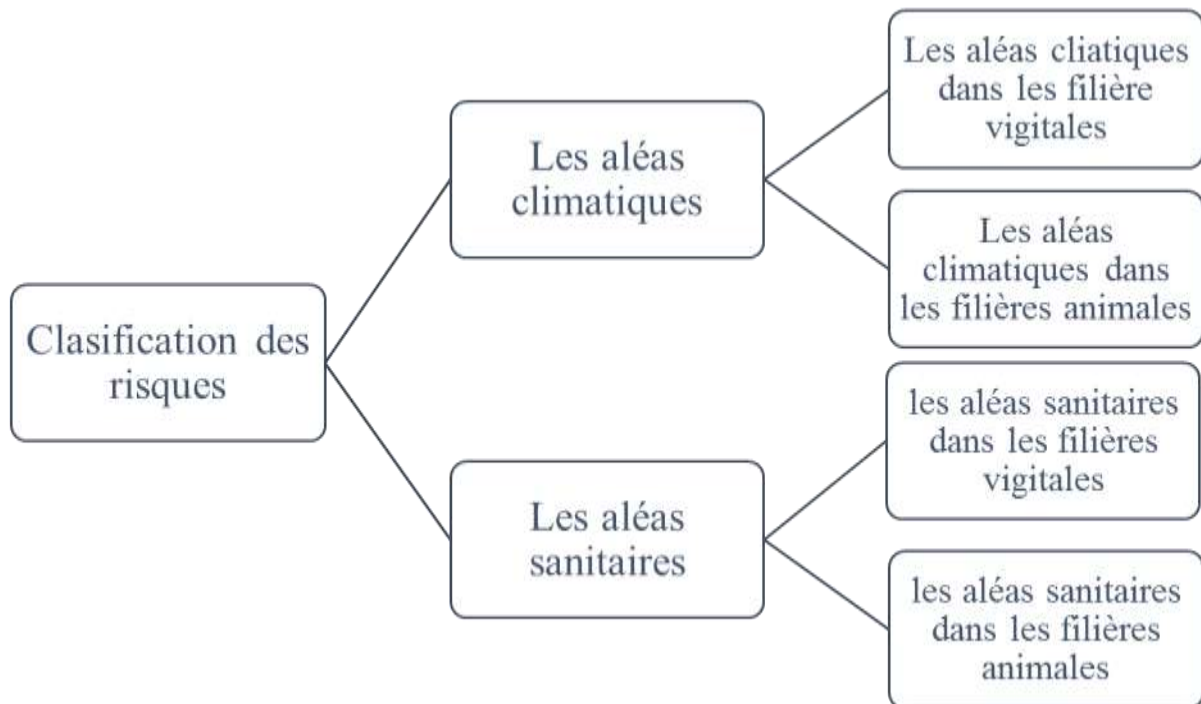 Clasification des
risques
Les aléas
climatiques
Les aléas cliatiques
dans les filière
vigitales
Les aléas
climatiques dans
les filières animales
Les aléas
sanitaires
les aléas sanitaires
dans les filières
vigitales
les aléas sanitaires
dans les filières
animales